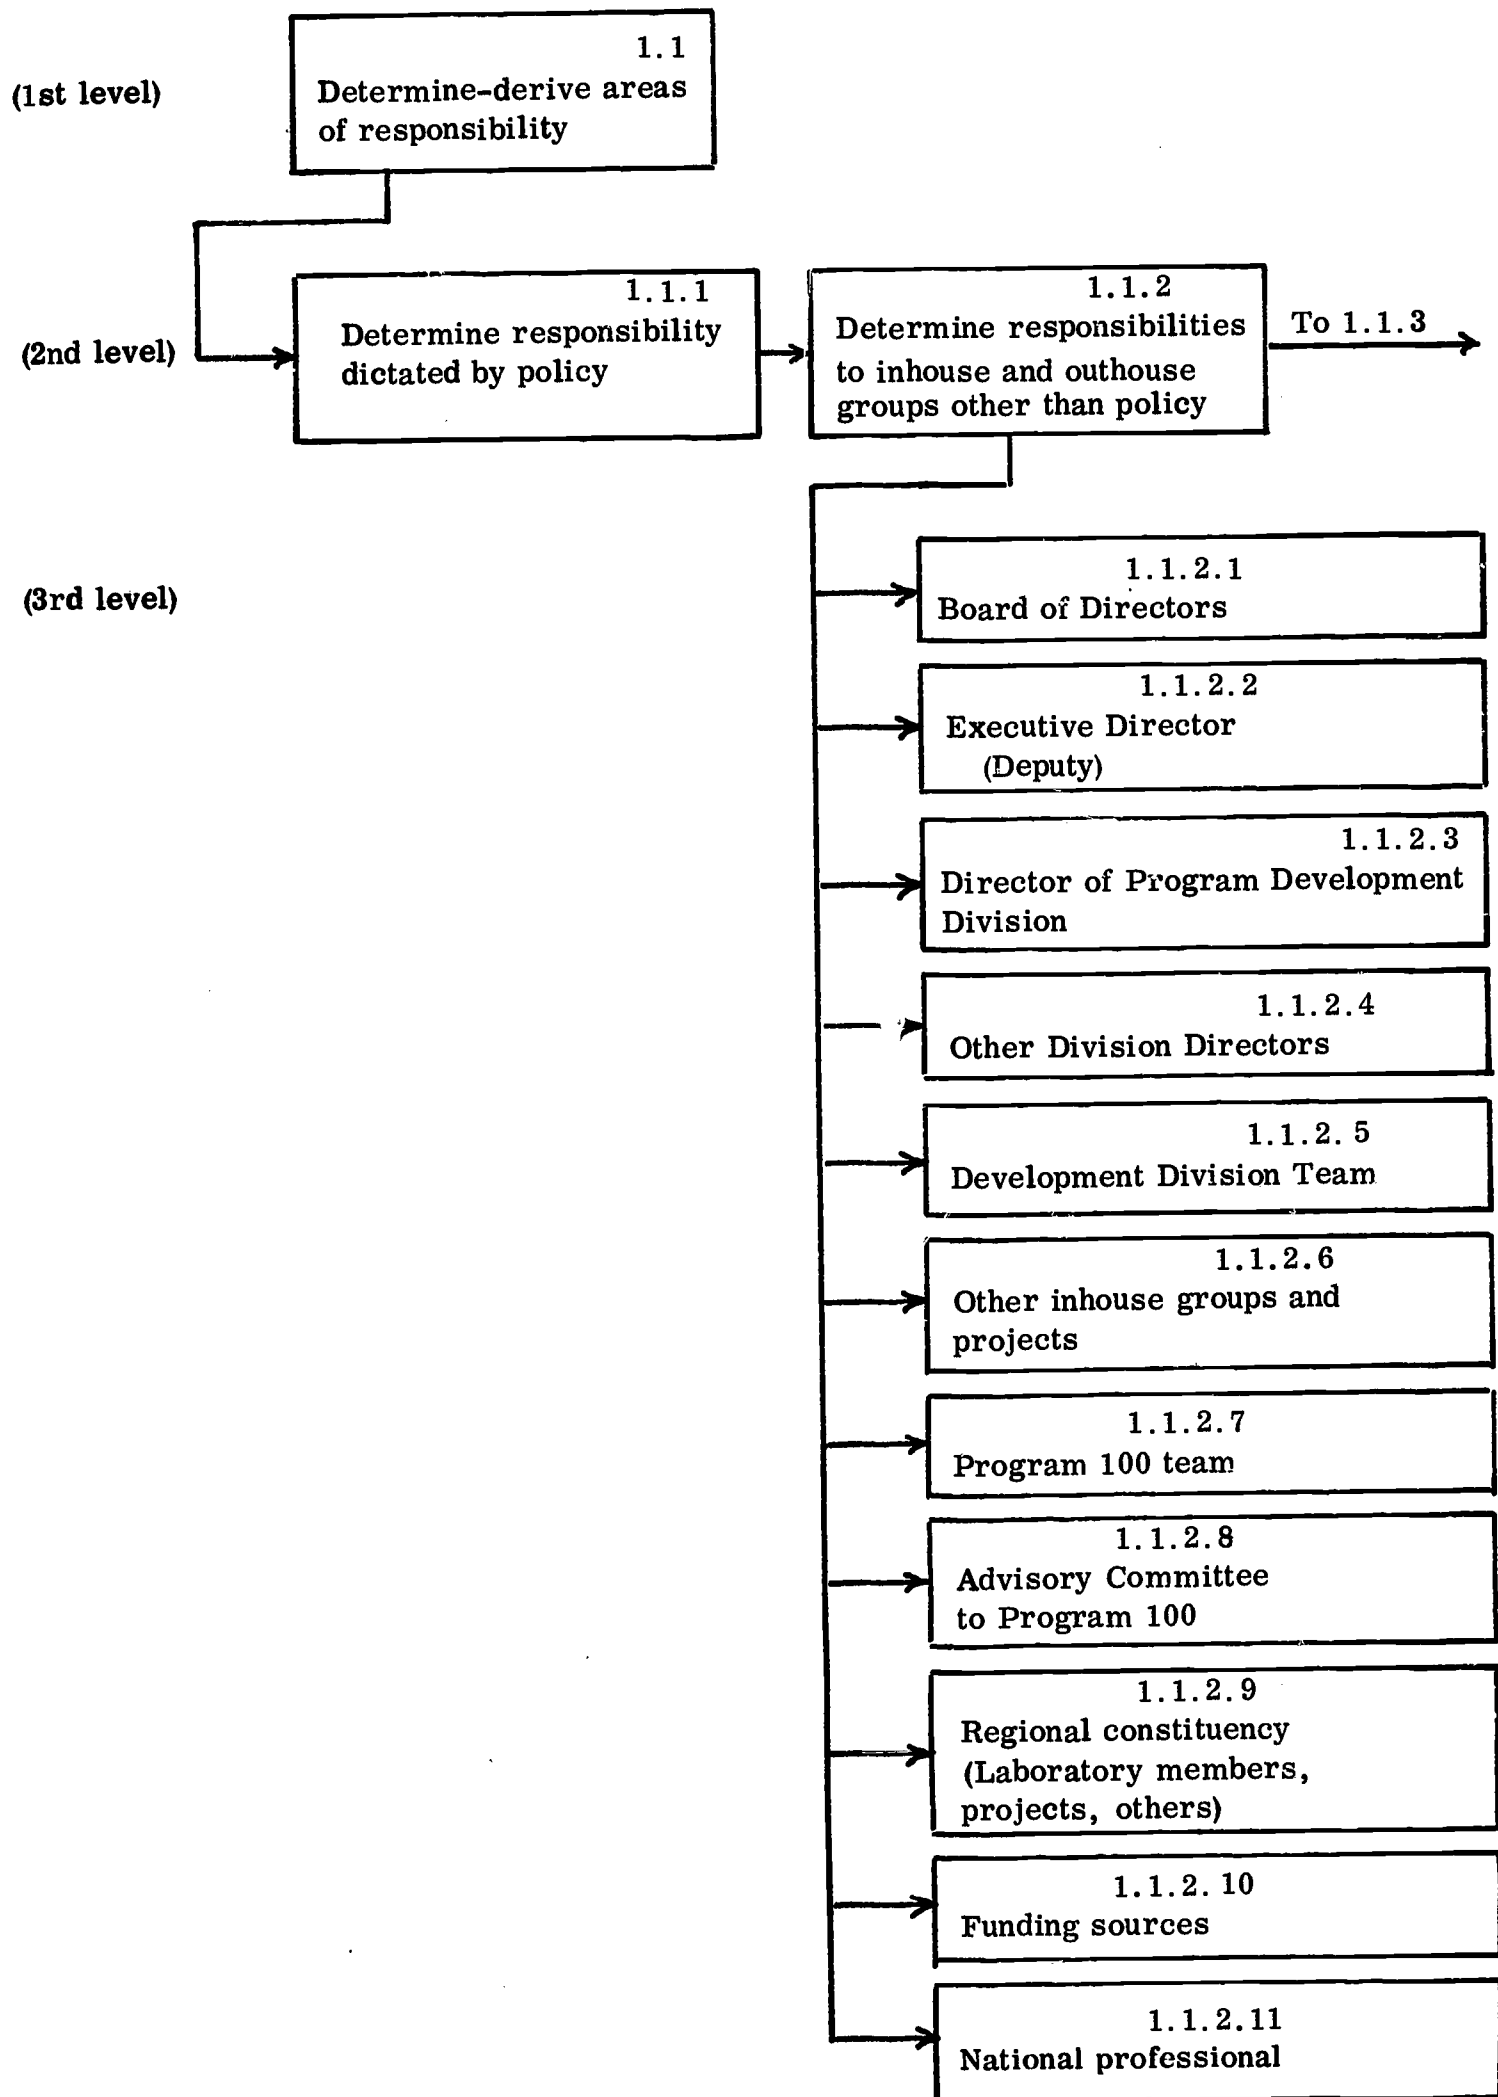 1.1
(1st level)
Determine-derive areas
of responsibility
1.1.1
(2nd level)
Determine responsibility
dictated by policy
1.1.2
Determine responsibilities
to inhouse and outhouse
groups other than policy
To 1.1.3
(3rd level)
1.1.2.1
Board of Directors
1.1.2.2
Executive Director
(Deputy)
1.1.2.3
Director of Program Development
Division
1.1.2.4
Other Division Directors
1.1.2.5
Development Division Team
1.1.2.6
Other inhouse groups and
projects
1.1.2.7
Program 100 team
1.1.2.8
Advisory Committee
to Program 100
1.1.2.9
Regional constituency
(Laboratory members,
projects, others)
1.1.2.10
Funding sources
1.1.2.11
National professional